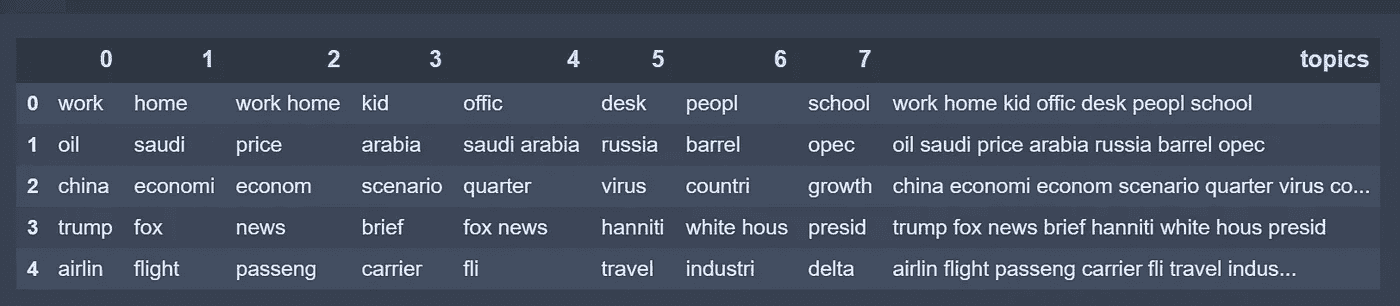 0 1 2 3 4 5 6 7 topics
0 work home work home kid offic desk peopl school work home kid offic desk peopl school
1 oil saudi price arabia saudi arabia russia barrel opec oil saudi price arabia russia barrel opec
2 china economi econom scenario quarter virus countri growth china economi econom scenario quarter virus co...
3 trump fox news brief fox news hanniti white hous presid trump fox news brief hanniti white hous presid
4 airlin flight passeng carrier fli travel industri delta airlin flight passeng carrier fli travel indus...